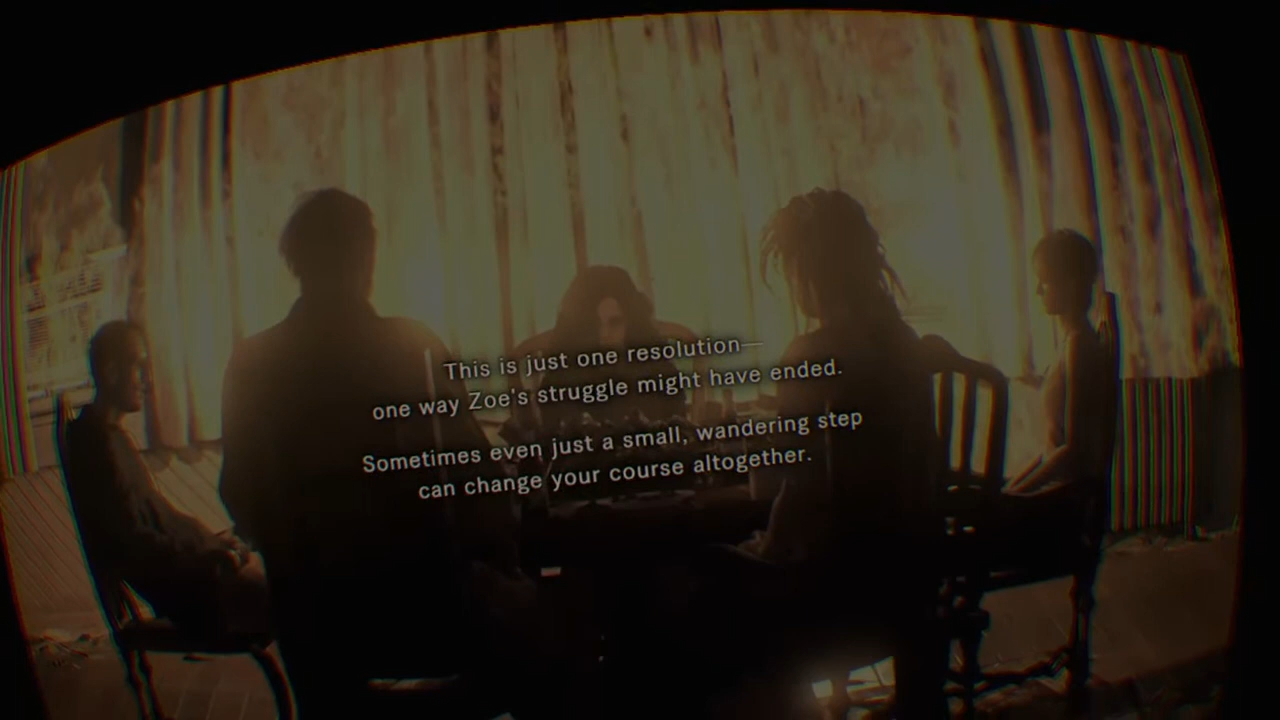 This is just one resolution—
one way Zoe's struggle might have ended.
Sometimes even just a small, wandering step
can change your course altogether.